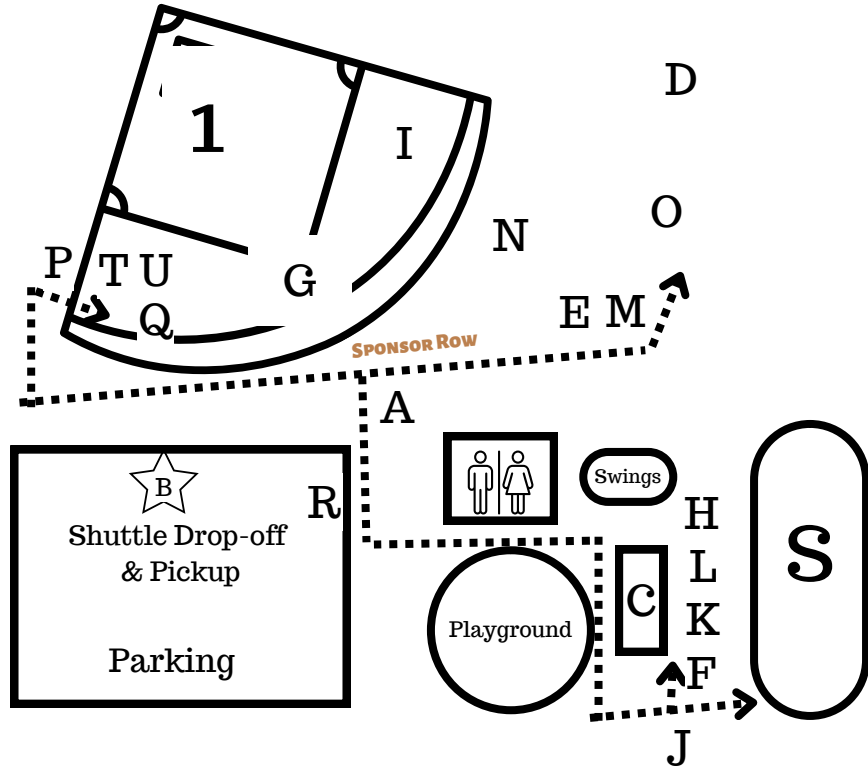 D
1
I
O
N
P
T U
G
Q
E M
Sponsor Row
A
Swings
B
R
H
Shuttle Drop-off
& Pickup
S
L
C
K
Playground
Parking
F
J